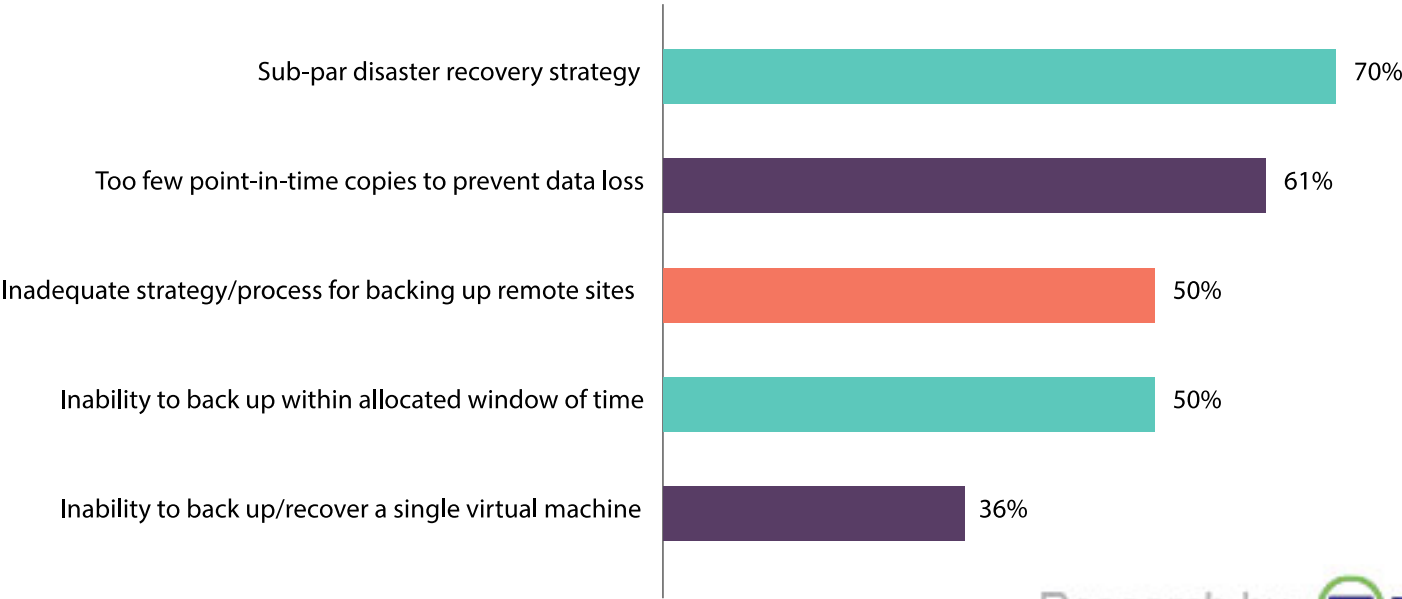 Sub-par disaster recovery strategy 70%
Too few point-in-time copies to prevent data loss 61%
Inadequate strategy/process for backing up remote sites 50%
Inability to back up within allocated window of time 50%
Inability to back up/recover a single virtual machine 36%